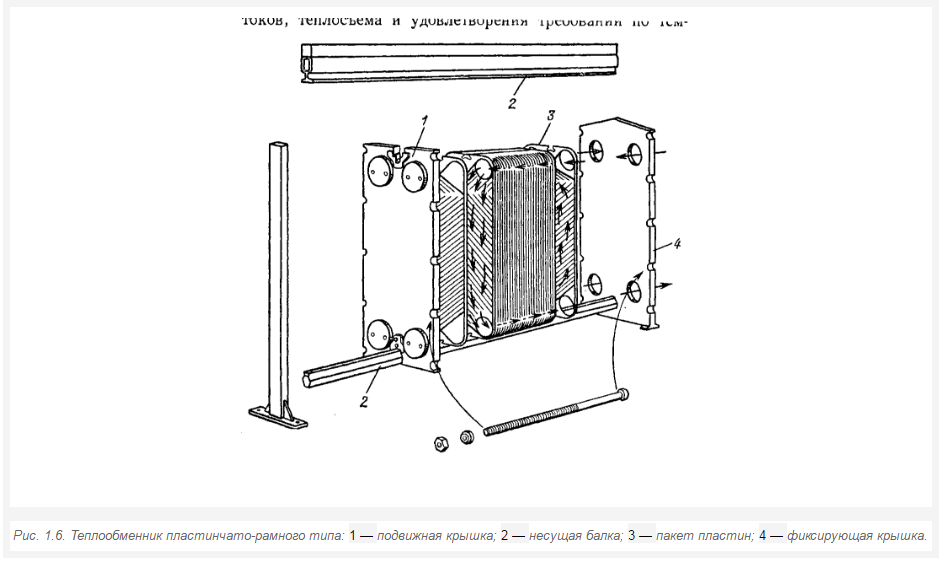 токов, теплосъема и удовлетворения требований по тем-
2
3
1
4
2
Рис. 1.6. Теплообменник пластинчато-рамного типа: 1 — подвижная крышка; 2 — несущая балка; 3 — пакет пластин; 4 — фиксирующая крышка.